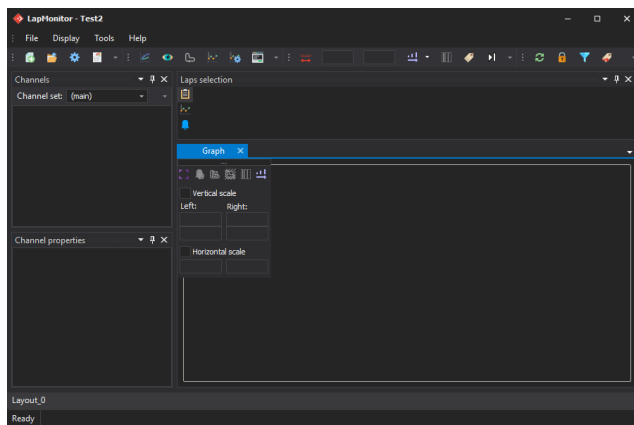 LapMonitor - Test2
File Display Tools Help
Channels
Laps selection
Channel set: (main)
Graph
Vertical scale
Left: Right:
Channel properties
Horizontal scale
Layout_0
Ready